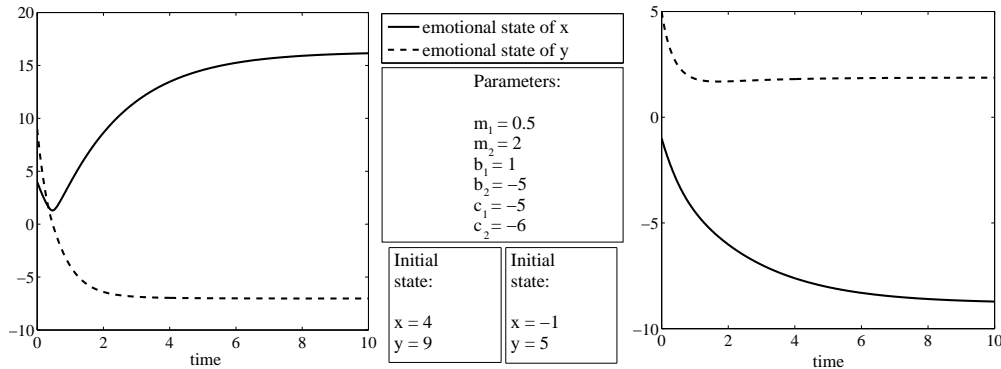 20
15
10
5
0
−5
−10
0 2 4 6 8 10
time
emotional state of x
emotional state of y
Parameters:
m1 = 0.5
m2 = 2
b1 = 1
b2 = −5
c1 = −5
c2 = −6
Initial
state:
x = 4
y = 9
Initial
state:
x = −1
y = 5
5
0
−5
−10
0 2 4 6 8 10
time